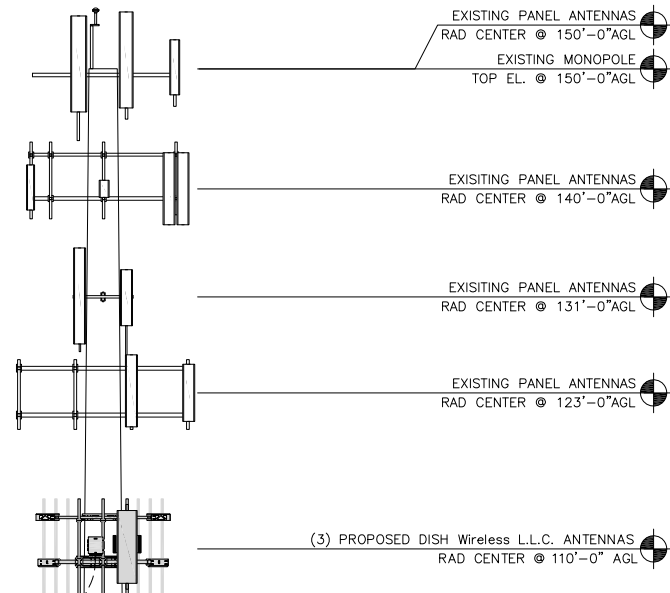 EXISTING PANEL ANTENNAS
RAD CENTER @ 150'-0"AGL
EXISTING MONOPOLE
TOP EL. @ 150'-0"AGL
EXISITING PANEL ANTENNAS
RAD CENTER @ 140'-0"AGL
EXISITING PANEL ANTENNAS
RAD CENTER @ 131'-0"AGL
EXISTING PANEL ANTENNAS
RAD CENTER @ 123'-0"AGL
(3) PROPOSED DISH Wireless L.L.C. ANTENNAS
RAD CENTER @ 110'-0" AGL